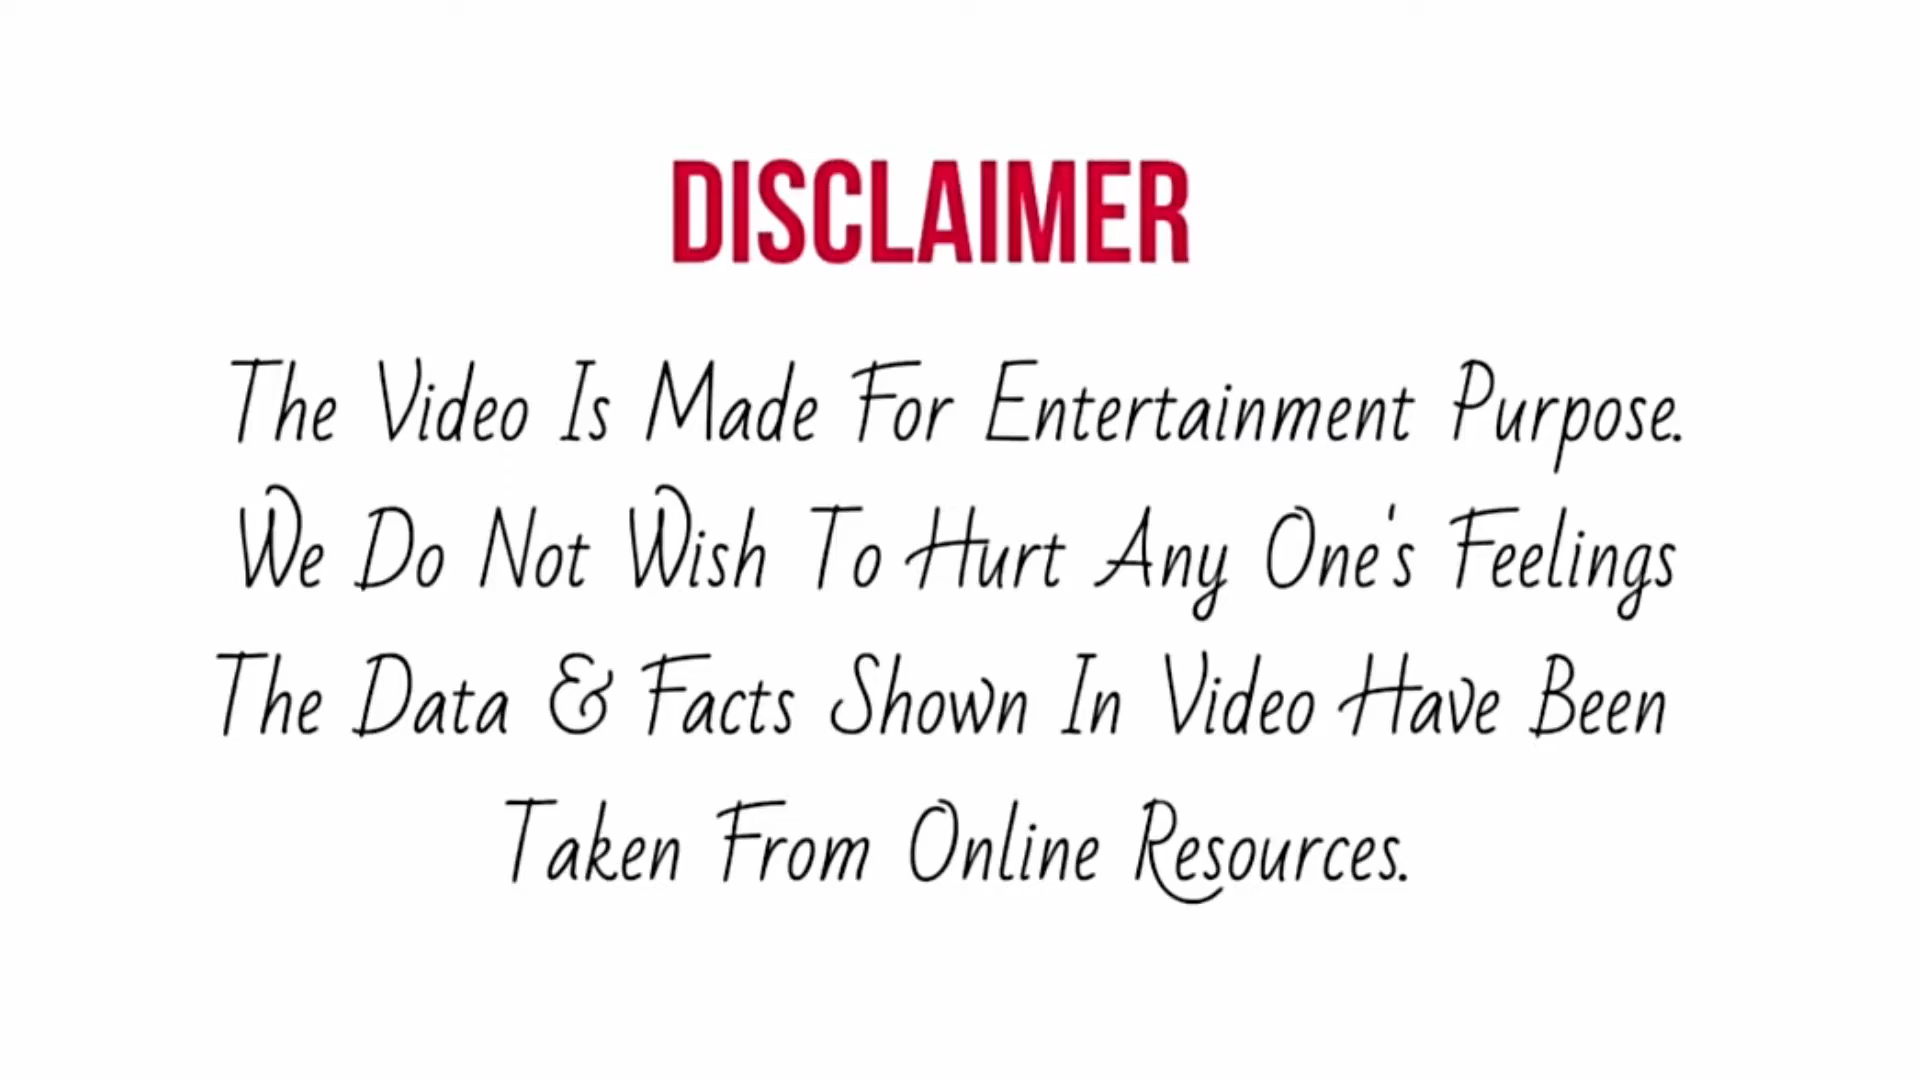 DISCLAIMER
The Video Is Made For Entertainment Purpose.
We Do Not Wish To Hurt Any One's Feelings
The Data & Facts Shown In Video Have Been
Taken From Online Resources.